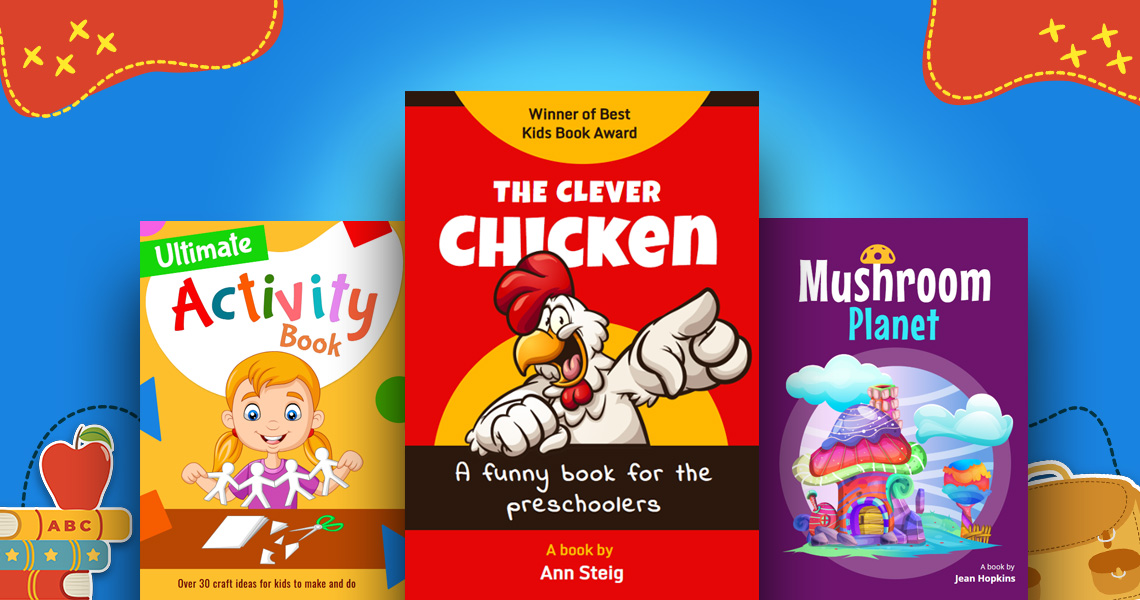 Ultimate
Activity
Book
Over 30 craft ideas for kids to make and do
Winner of Best
Kids Book Award
THE CLEVER
CHICKEN
A funny book for the
preschoolers
A book by
Ann Steig
Mushroom
Planet
A book by
Jean Hopkins
ABC